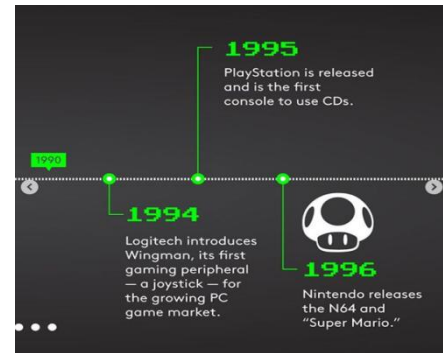 1995
PlayStation is released
and is the first
console to use CDs.
1990
1994
Logitech introduces
Wingman, its first
gaming peripheral
— a joystick — for
the growing PC
game market.
1996
Nintendo releases
the N64 and
“Super Mario.”